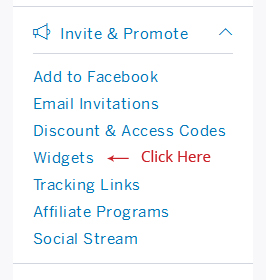 Invite & Promote
Add to Facebook
Email Invitations
Discount & Access Codes
Widgets Click Here
Tracking Links
Affiliate Programs
Social Stream